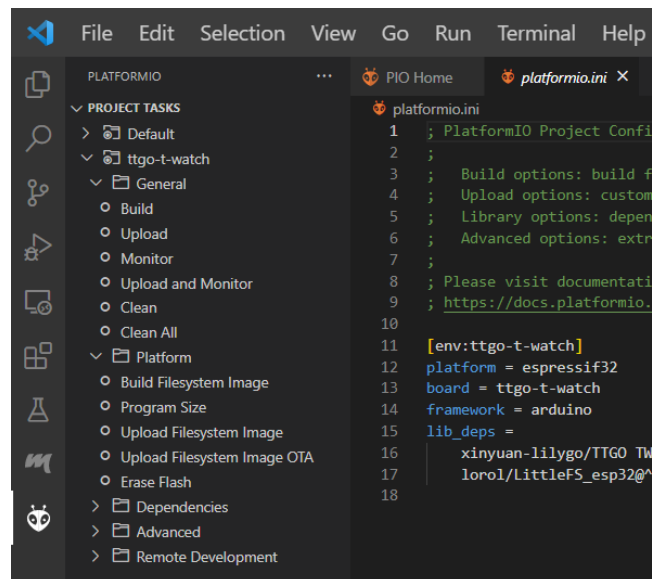 File Edit Selection View Go Run Terminal Help
PLATFORMIO ...
PROJECT TASKS
Default
ttgo-t-watch
General
Build
Upload
Monitor
Upload and Monitor
Clean
Clean All
Platform
Build Filesystem Image
Program Size
Upload Filesystem Image
Upload Filesystem Image OTA
Erase Flash
Dependencies
Advanced
Remote Development
PIO Home platformio.ini ×
platformio.ini
1 ; PlatformIO Project Confi
2 ;
3 ; Build options: build f
4 ; Upload options: custom
5 ; Library options: depen
6 ; Advanced options: extr
7 ;
8 ; Please visit documentati
9 ; https://docs.platformio.
10
11 [env:ttgo-t-watch]
12 platform = espressif32
13 board = ttgo-t-watch
14 framework = arduino
15 lib_deps =
16 xinyuan-lilygo/TTGO TW
17 lorol/LittleFS_esp32@^
18